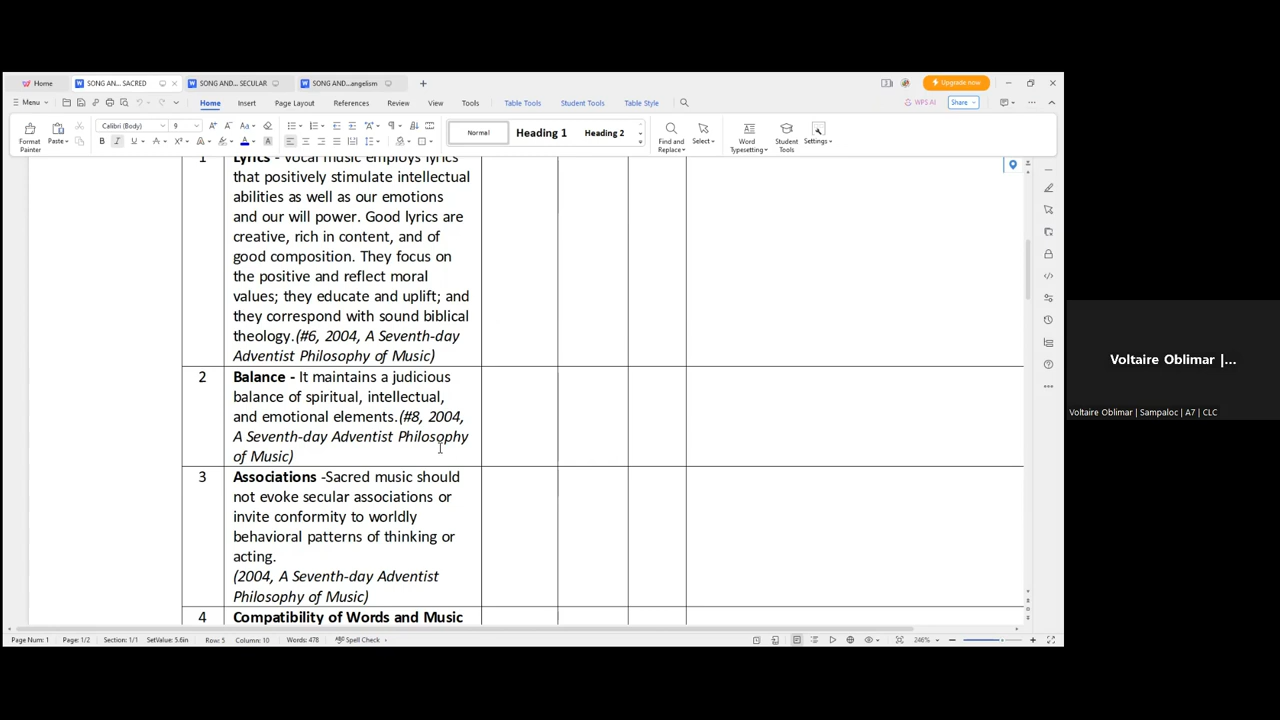 Home
SONG AN... SACRED
SONG AND... SECULAR
SONG AND...angelism
Upgrade now
Menu
Home
Insert
Page Layout
References
Review
View
Tools
Table Tools
Student Tools
Table Style
WPS AI
Share
Format Painter
Paste
Calibri (Body)
9
Normal
Heading 1
Heading 2
Find and Replace
Select
Word Typesetting
Student Tools
Settings
1
Lyrics - Vocal music employs lyrics
that positively stimulate intellectual
abilities as well as our emotions
and our will power. Good lyrics are
creative, rich in content, and of
good composition. They focus on
the positive and reflect moral
values; they educate and uplift; and
they correspond with sound biblical
theology.(#6, 2004, A Seventh-day
Adventist Philosophy of Music)
2
Balance - It maintains a judicious
balance of spiritual, intellectual,
and emotional elements.(#8, 2004,
A Seventh-day Adventist Philosophy
of Music)
3
Associations -Sacred music should
not evoke secular associations or
invite conformity to worldly
behavioral patterns of thinking or
acting.
(2004, A Seventh-day Adventist
Philosophy of Music)
4
Compatibility of Words and Music
Voltaire Oblimar |...
Voltaire Oblimar | Sampaloc | A7 | CLC
Page Num: 1
Page: 1/2
Section: 1/1
SetValue: 5.6in
Row: 5
Column: 10
Words: 478
Spell Check
246%